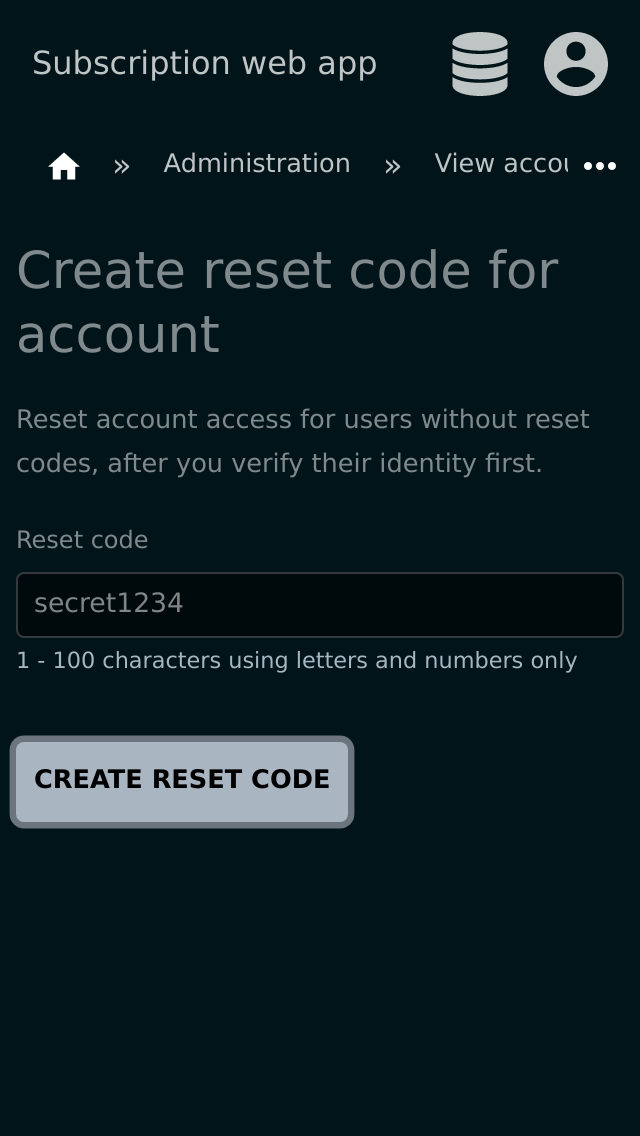 Subscription web app
» Administration » View accou
Create reset code for
account
Reset account access for users without reset
codes, after you verify their identity first.
Reset code
secret1234
1 - 100 characters using letters and numbers only
CREATE RESET CODE